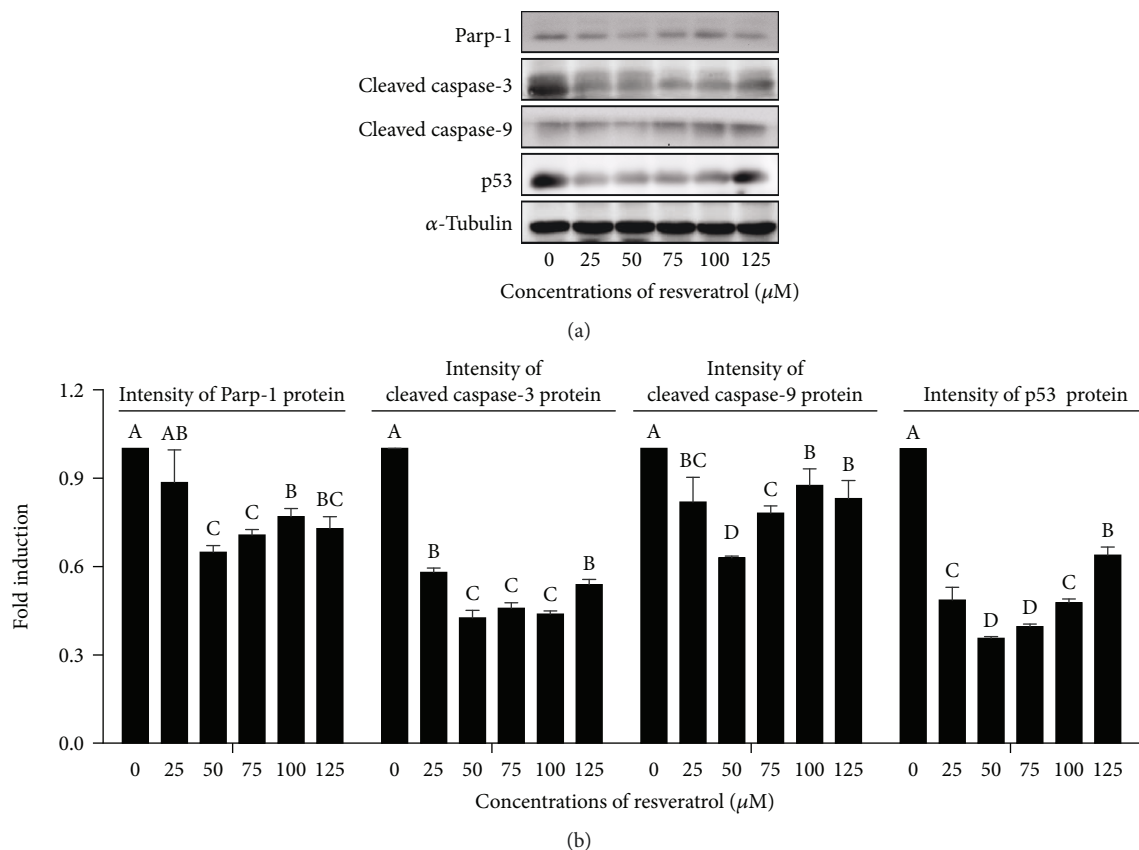 Parp-1
Cleaved caspase-3
Cleaved caspase-9
p53
α-Tubulin
0 25 50 75 100 125
Concentrations of resveratrol (μM)
(a)
Intensity of Parp-1 protein
Intensity of
cleaved caspase-3 protein
Intensity of
cleaved caspase-9 protein
Intensity of p53 protein
1.2
0.9
0.6
0.3
0.0
Fold induction
A AB C C B BC
A B C C C B
A BC D C B B
A C D D C B
0 25 50 75 100 125 0 25 50 75 100 125 0 25 50 75 100 125 0 25 50 75 100 125
Concentrations of resveratrol (μM)
(b)